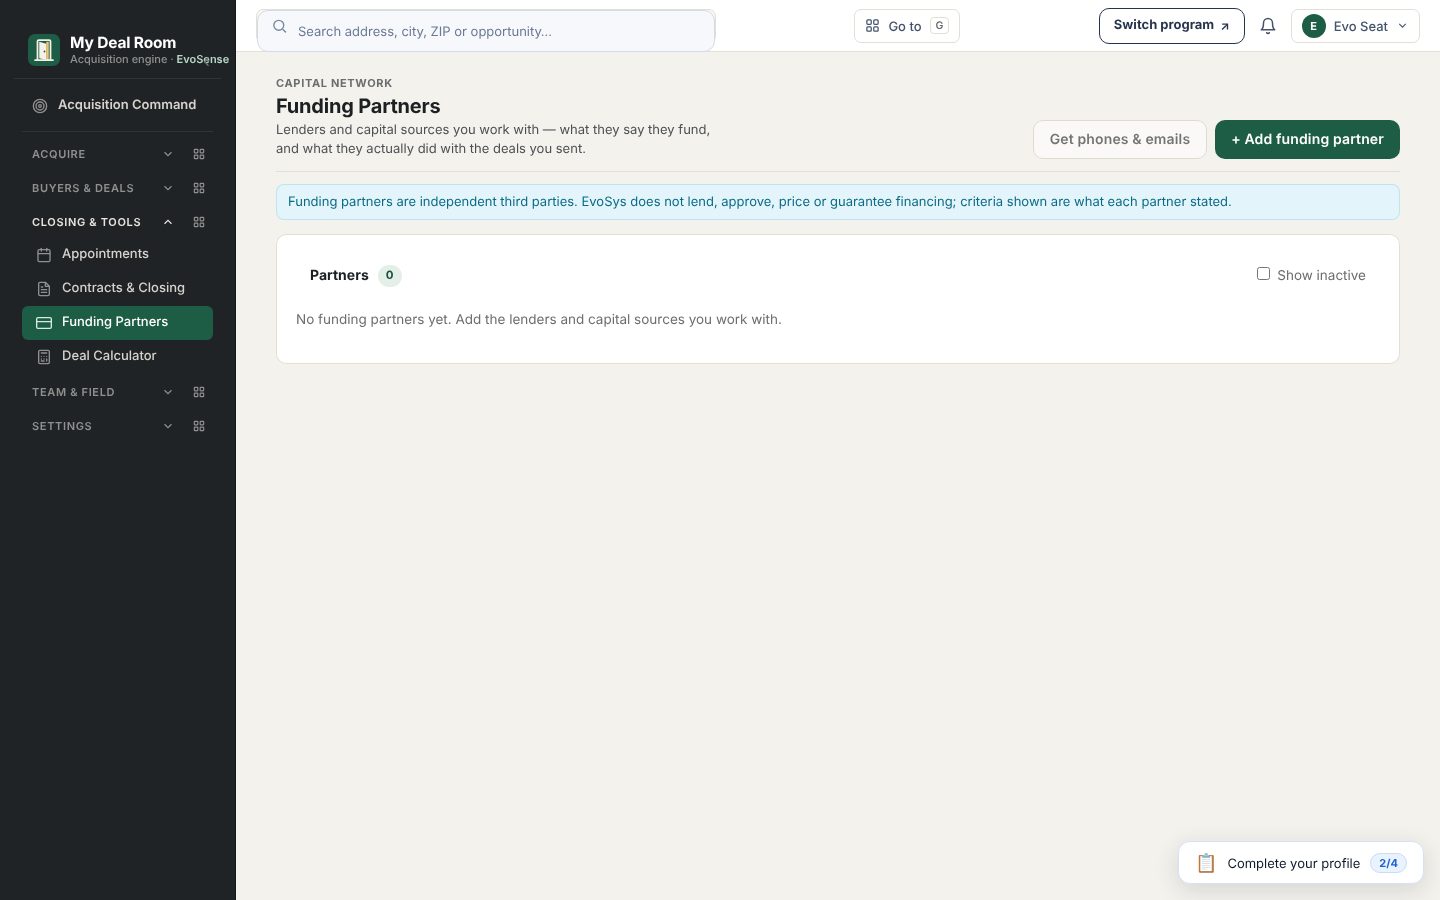 My Deal Room
Acquisition engine · EvoSense
Acquisition Command
ACQUIRE
BUYERS & DEALS
CLOSING & TOOLS
Appointments
Contracts & Closing
Funding Partners
Deal Calculator
TEAM & FIELD
SETTINGS
Search address, city, ZIP or opportunity...
Go to G
Switch program
E Evo Seat
CAPITAL NETWORK
Funding Partners
Lenders and capital sources you work with — what they say they fund,
and what they actually did with the deals you sent.
Get phones & emails
+ Add funding partner
Funding partners are independent third parties. EvoSys does not lend, approve, price or guarantee financing; criteria shown are what each partner stated.
Partners 0
Show inactive
No funding partners yet. Add the lenders and capital sources you work with.
Complete your profile 2/4